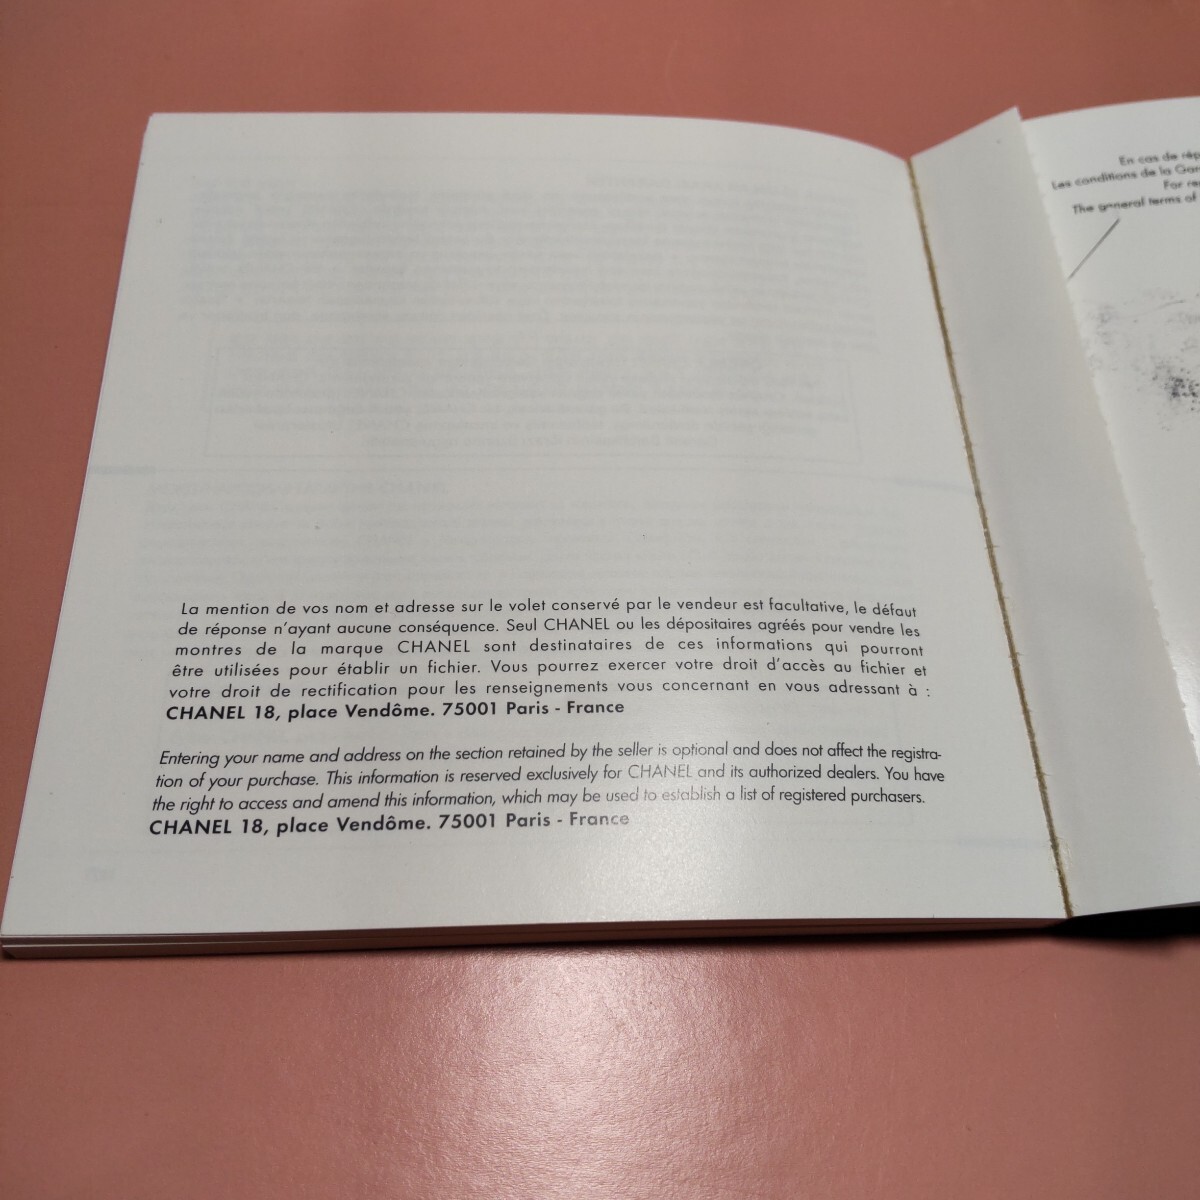 La mention de vos nom et adresse sur le volet conservé par le vendeur est facultative, le défaut
de réponse n'ayant aucune conséquence. Seul CHANEL ou les dépositaires agréés pour vendre les
montres de la marque CHANEL sont destinataires de ces informations qui pourront
être utilisées pour établir un fichier. Vous pourrez exercer votre droit d'accès au fichier et
votre droit de rectification pour les renseignements vous concernant en vous adressant à :
CHANEL 18, place Vendôme. 75001 Paris - France
Entering your name and address on the section retained by the seller is optional and does not affect the registra-
tion of your purchase. This information is reserved exclusively for CHANEL and its authorized dealers. You have
the right to access and amend this information, which may be used to establish a list of registered purchasers.
CHANEL 18, place Vendôme. 75001 Paris - France
En cas de rép
Les conditions de la Gar
For re
The general terms of